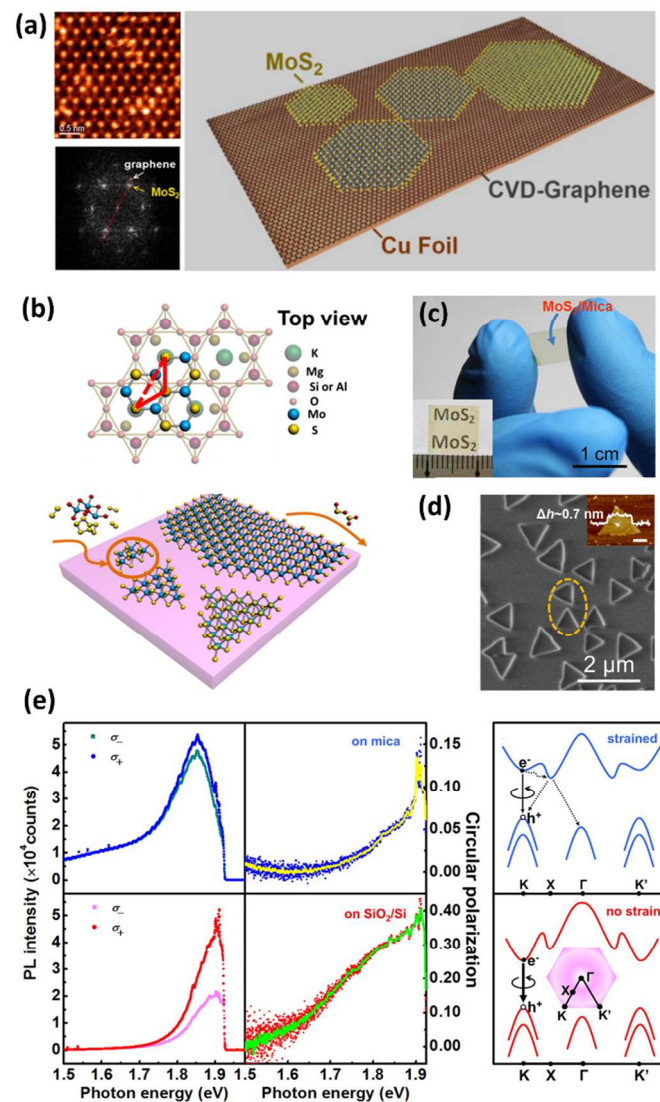 (a)
0.5 nm
graphene
MoS₂
MoS₂
CVD-Graphene
Cu Foil
(b)
Top view
K
Mg
Si or Al
O
Mo
S
(c)
MoS₂/Mica
MoS₂
MoS₂
1 cm
(d)
Δh~0.7 nm
2 μm
(e)
PL intensity (×10⁴counts)
5
4
3
2
1
0
σ₋
σ₊
on mica
0.15
0.10
0.05
0.00
Circular polarization
strained
e⁻
h⁺
K X Γ K'
5
4
3
2
1
0
σ₋
σ₊
on SiO₂/Si
0.40
0.30
0.20
0.10
0.00
no strain
e⁻
h⁺
Γ
X
K K'
K X Γ K'
1.5 1.6 1.7 1.8 1.9
1.5 1.6 1.7 1.8 1.9
Photon energy (eV)
Photon energy (eV)